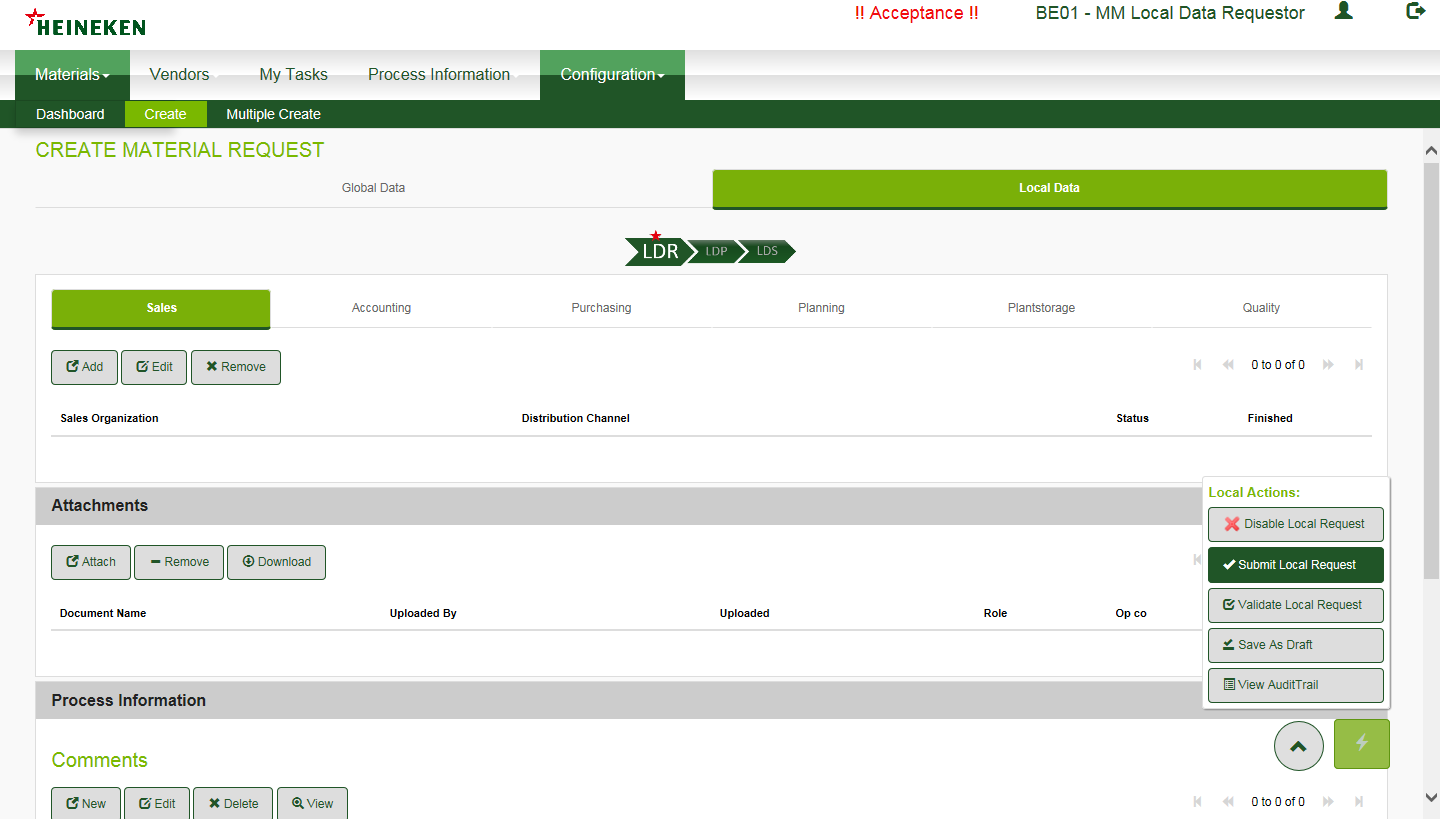 HEINEKEN
!! Acceptance !! BE01 - MM Local Data Requestor
Materials Vendors My Tasks Process Information Configuration
Dashboard Create Multiple Create
CREATE MATERIAL REQUEST
Global Data Local Data
LDR LDP LDS
Sales Accounting Purchasing Planning Plantstorage Quality
Add Edit Remove 0 to 0 of 0
Sales Organization Distribution Channel Status Finished
Attachments
Attach Remove Download
Document Name Uploaded By Uploaded Role Op co
Local Actions:
Disable Local Request
Submit Local Request
Validate Local Request
Save As Draft
View AuditTrail
Process Information
Comments
New Edit Delete View 0 to 0 of 0